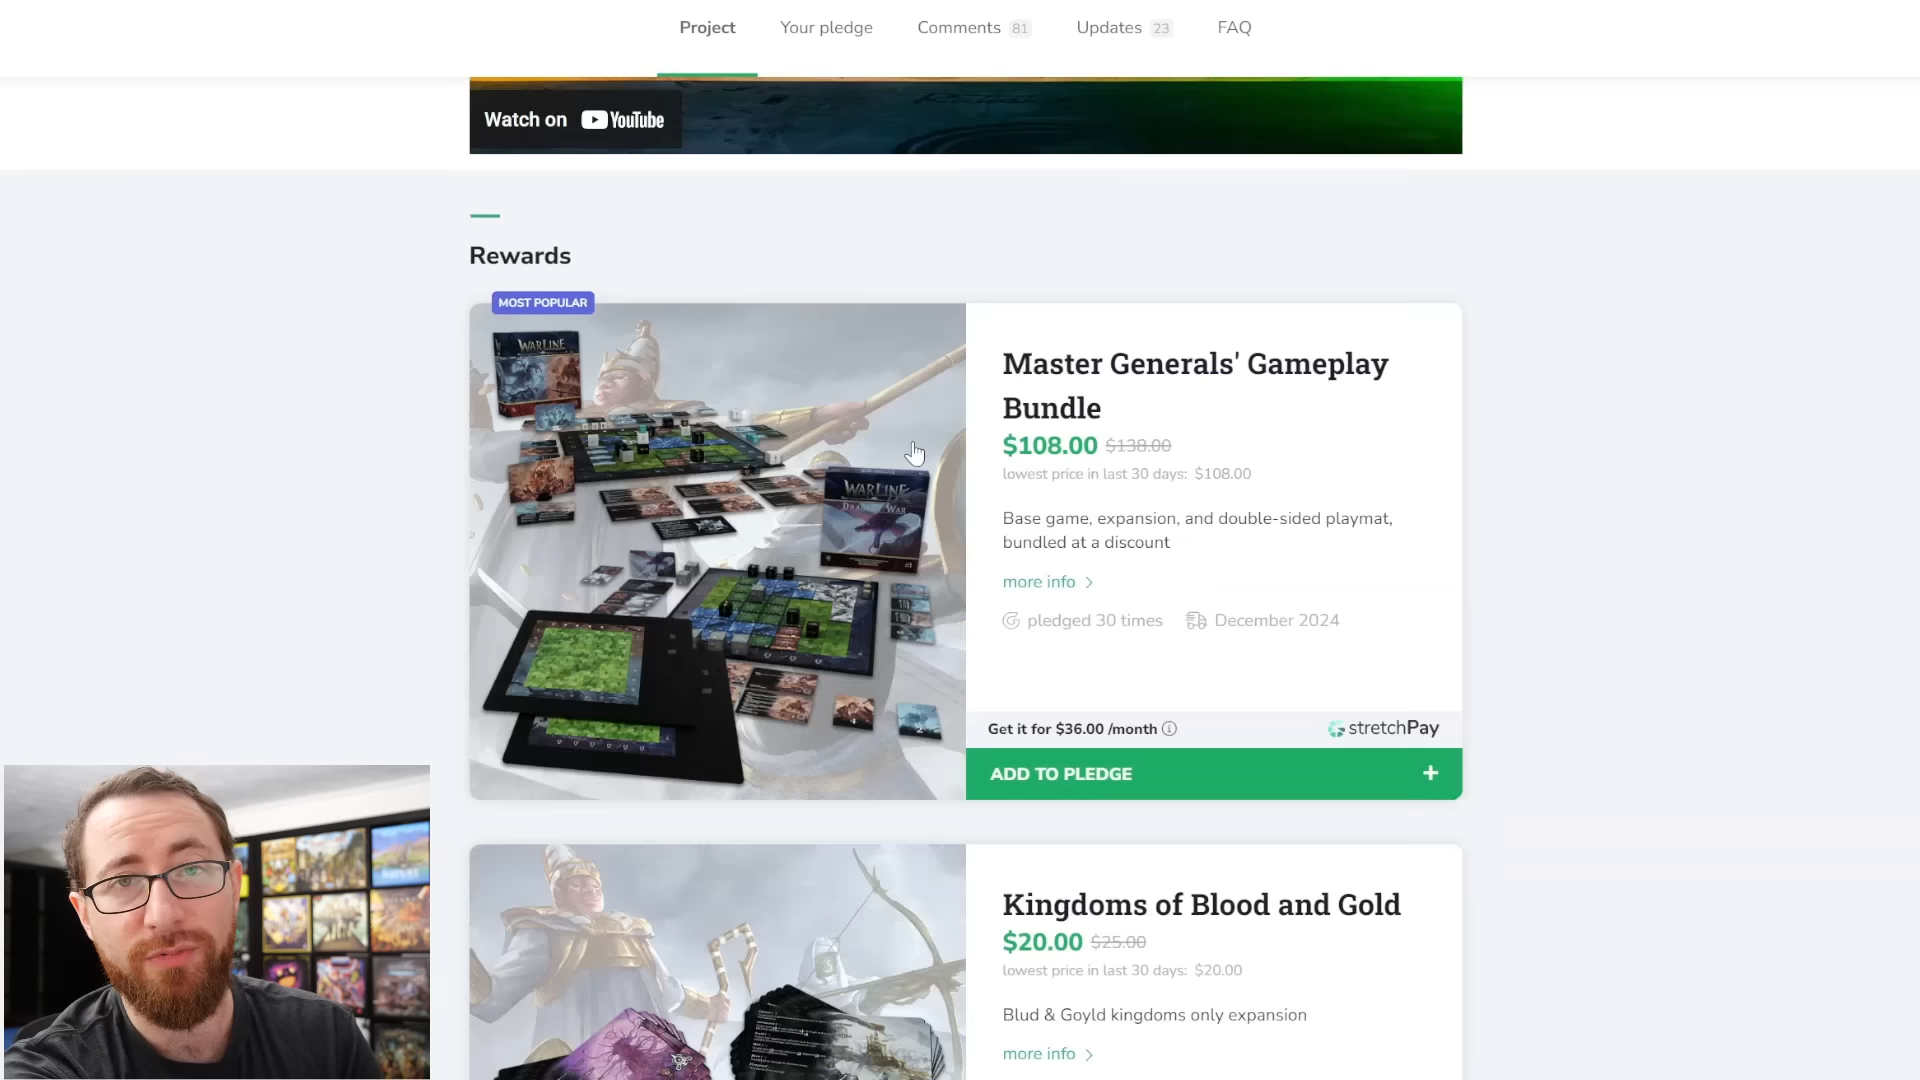 Project
Your pledge
Comments 81
Updates 23
FAQ
Watch on YouTube
Rewards
MOST POPULAR
WARLINE
WARLINE
Master Generals' Gameplay
Bundle
$108.00 $138.00
lowest price in last 30 days: $108.00
Base game, expansion, and double-sided playmat,
bundled at a discount
more info
pledged 30 times
December 2024
Get it for $36.00 /month
stretchPay
ADD TO PLEDGE +
Kingdoms of Blood and Gold
$20.00 $25.00
lowest price in last 30 days: $20.00
Blud & Goyld kingdoms only expansion
more info